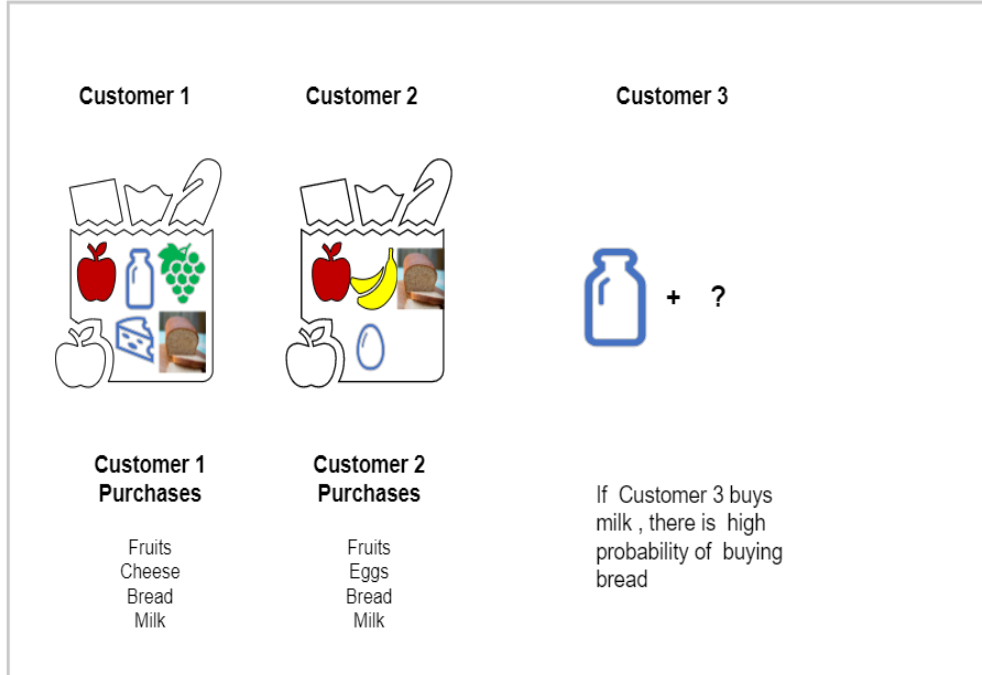 Customer 1
Customer 2
Customer 3
+ ?
Customer 1
Purchases
Fruits
Cheese
Bread
Milk
Customer 2
Purchases
Fruits
Eggs
Bread
Milk
If Customer 3 buys
milk , there is high
probability of buying
bread